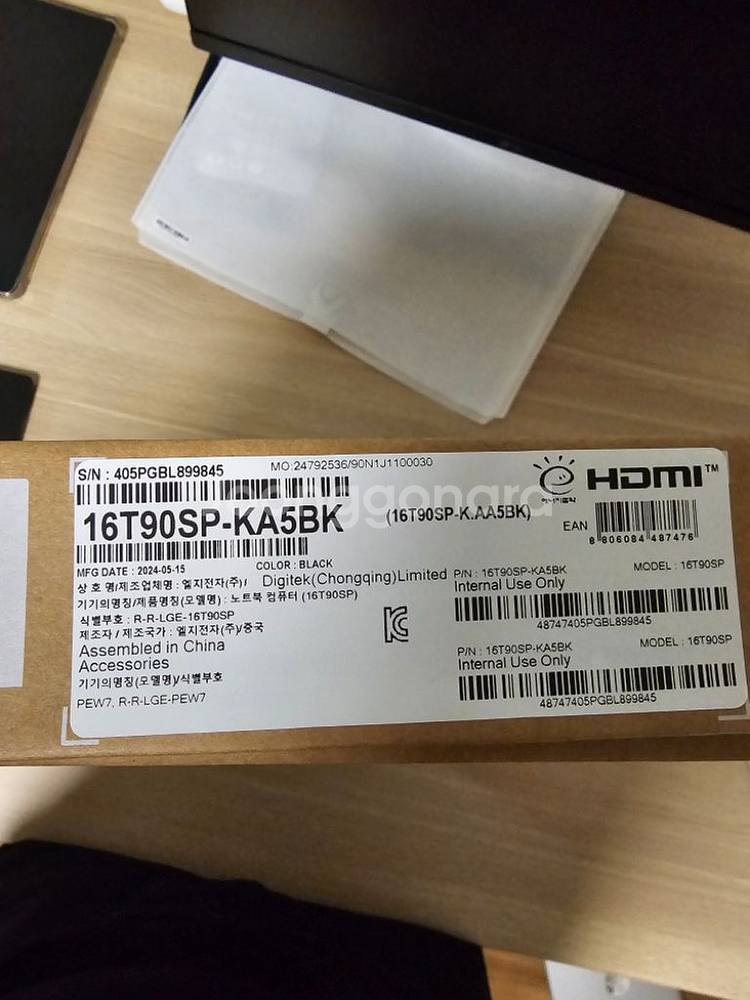 S/N : 405PGBL899845
MO:24792536/90N1J1100030
16T90SP-KA5BK
(16T90SP-K.AA5BK)
에너지절약
HDMI™
EAN
8 806084 487476
MFG DATE : 2024-05-15
COLOR : BLACK
상 호 명/제조업체명 : 엘지전자(주)/ Digitek(Chongqing)Limited
기기의명칭/제품명칭(모델명) : 노트북 컴퓨터 (16T90SP)
식별부호 : R-R-LGE-16T90SP
제조자 / 제조국가 : 엘지전자(주)/중국
Assembled in China
Accessories
기기의명칭(모델명)/식별부호
PEW7, R-R-LGE-PEW7
P/N : 16T90SP-KA5BK
MODEL : 16T90SP
Internal Use Only
48747405PGBL899845
P/N : 16T90SP-KA5BK
MODEL : 16T90SP
Internal Use Only
48747405PGBL899845